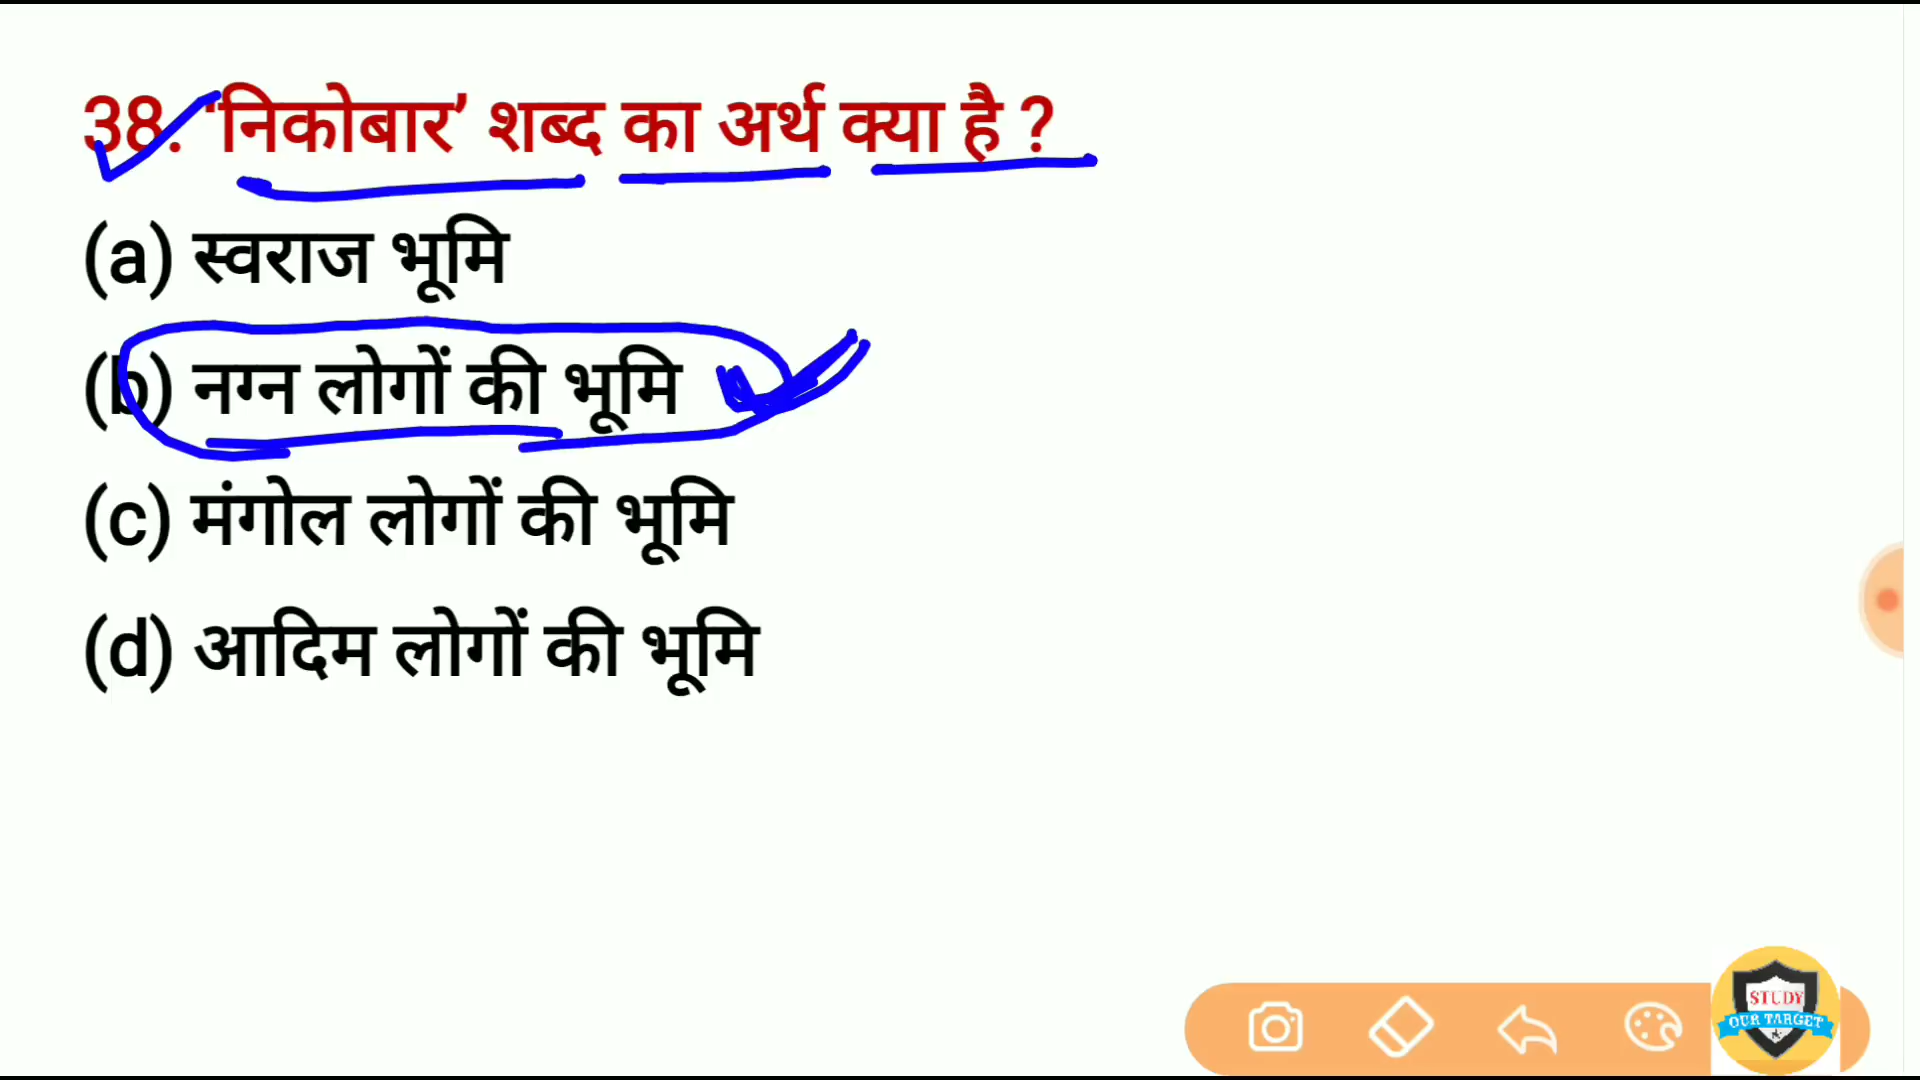 38. ‘निकोबार’ शब्द का अर्थ क्या है ?
(a) स्वराज भूमि
(b) नग्न लोगों की भूमि
(c) मंगोल लोगों की भूमि
(d) आदिम लोगों की भूमि
STUDY
OUR TARGET